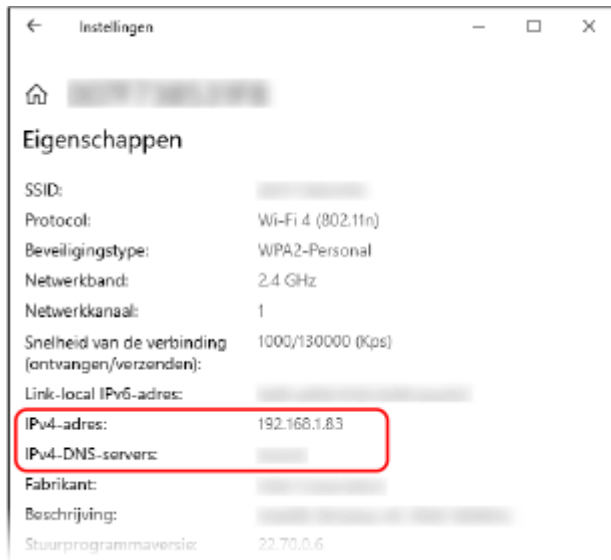 Instellingen
Eigenschappen
SSID:
Protocol: Wi-Fi 4 (802.11n)
Beveiligingstype: WPA2-Personal
Netwerkband: 2.4 GHz
Netwerkkanaal: 1
Snelheid van de verbinding 1000/130000 (Kps)
(ontvangen/verzenden):
Link-local IPv6-adres:
IPv4-adres: 192.168.1.83
IPv4-DNS-servers:
Fabrikant:
Beschrijving:
Stuurprogrammaversie: 22.70.0.6